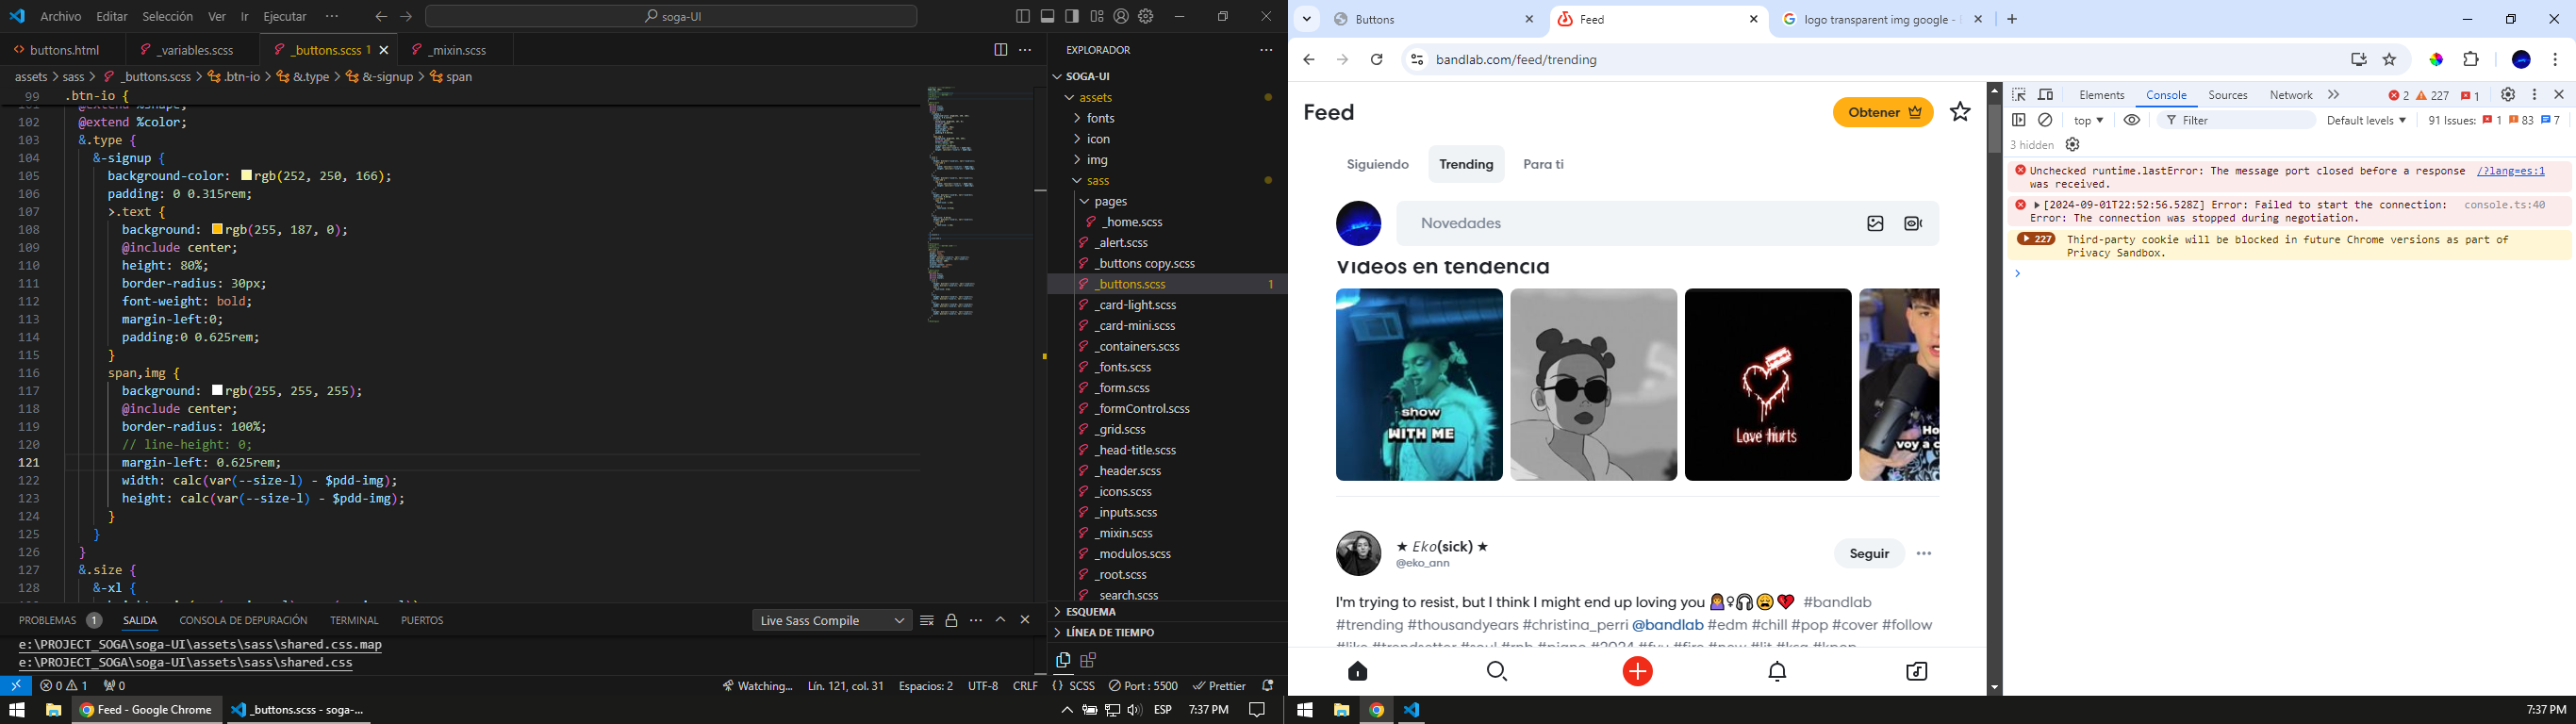 Archivo Editar Selección Ver Ir Ejecutar ··· soga-UI
buttons.html _variables.scss _buttons.scss 1 _mixin.scss
assets > sass > _buttons.scss > .btn-io > &.type > &-signup > span
99 .btn-io {
102 @extend %color;
103 &.type {
104 &-signup {
105 background-color: rgb(252, 250, 166);
106 padding: 0 0.315rem;
107 >.text {
108 background: rgb(255, 187, 0);
109 @include center;
110 height: 80%;
111 border-radius: 30px;
112 font-weight: bold;
113 margin-left:0;
114 padding:0 0.625rem;
115 }
116 span,img {
117 background: rgb(255, 255, 255);
118 @include center;
119 border-radius: 100%;
120 // line-height: 0;
121 margin-left: 0.625rem;
122 width: calc(var(--size-l) - $pdd-img);
123 height: calc(var(--size-l) - $pdd-img);
124 }
125 }
126 }
127 &.size {
128 &-xl {
PROBLEMAS 1 SALIDA CONSOLA DE DEPURACIÓN TERMINAL PUERTOS Live Sass Compile
e:\PROJECT_SOGA\soga-UI\assets\sass\shared.css.map
e:\PROJECT_SOGA\soga-UI\assets\sass\shared.css
0 1 0 Watching... Lín. 121, col. 31 Espacios: 2 UTF-8 CRLF {} SCSS Port : 5500 Prettier
EXPLORADOR ···
SOGA-UI
assets
fonts
icon
img
sass
pages
_home.scss
_alert.scss
_buttons copy.scss
_buttons.scss 1
_card-light.scss
_card-mini.scss
_containers.scss
_fonts.scss
_form.scss
_formControl.scss
_grid.scss
_head-title.scss
_header.scss
_icons.scss
_inputs.scss
_mixin.scss
_modulos.scss
_root.scss
_search.scss
ESQUEMA
LÍNEA DE TIEMPO
Feed - Google Chrome _buttons.scss - soga-... ESP 7:37 PM
Buttons Feed logo transparent img google -
bandlab.com/feed/trending
Feed
Obtener
Siguiendo Trending Para ti
Novedades
Videos en tendencia
show
WITH ME
Love hurts
Ho
voy a c
★ Eko(sick) ★
@eko_ann
Seguir
I'm trying to resist, but I think I might end up loving you 🙇‍♀️🎧😩💔 #bandlab
#trending #thousandyears #christina_perri @bandlab #edm #chill #pop #cover #follow
#like #trendsetter #soul #rnb #piano #2024 #fyy #fire #new #lit #ksa #kpop
Elements Console Sources Network 2 227 1
top Filter Default levels 91 Issues: 1 83 7
3 hidden
Unchecked runtime.lastError: The message port closed before a response /?lang=es:1
was received.
[2024-09-01T22:52:56.528Z] Error: Failed to start the connection: console.ts:40
Error: The connection was stopped during negotiation.
227 Third-party cookie will be blocked in future Chrome versions as part of
Privacy Sandbox.
7:37 PM